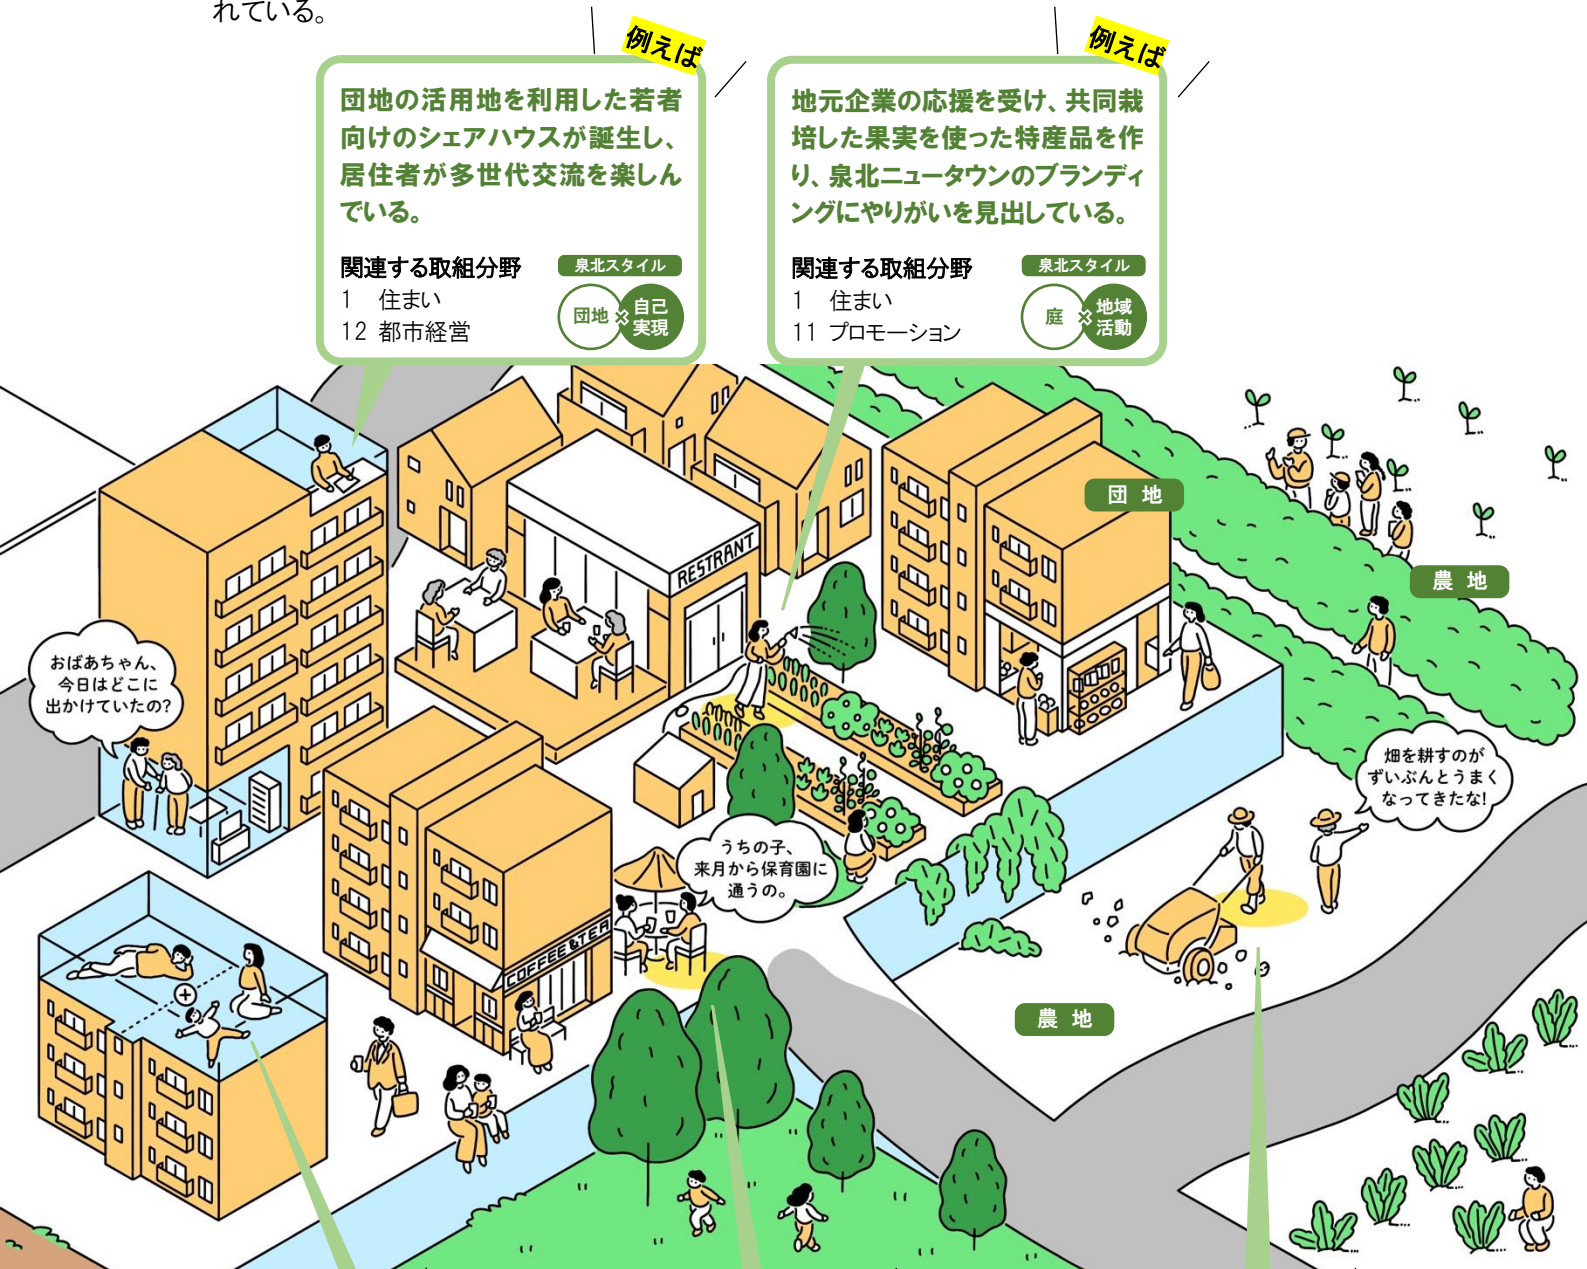 れている。
例えば
団地の活用地を利用した若者
向けのシェアハウスが誕生し、
居住者が多世代交流を楽しん
でいる。
関連する取組分野
1 住まい
12 都市経営
泉北スタイル
団地 × 自己
実現
例えば
地元企業の応援を受け、共同栽
培した果実を使った特産品を作
り、泉北ニュータウンのブランディ
ングにやりがいを見出している。
関連する取組分野
1 住まい
11 プロモーション
泉北スタイル
庭 × 地域
活動
団地
農地
RESTRANT
おばあちゃん、
今日はどこに
出かけていたの?
畑を耕すのが
ずいぶんとうまく
なってきたな!
うちの子、
来月から保育園に
通うの。
COFFEE&TEA
農地